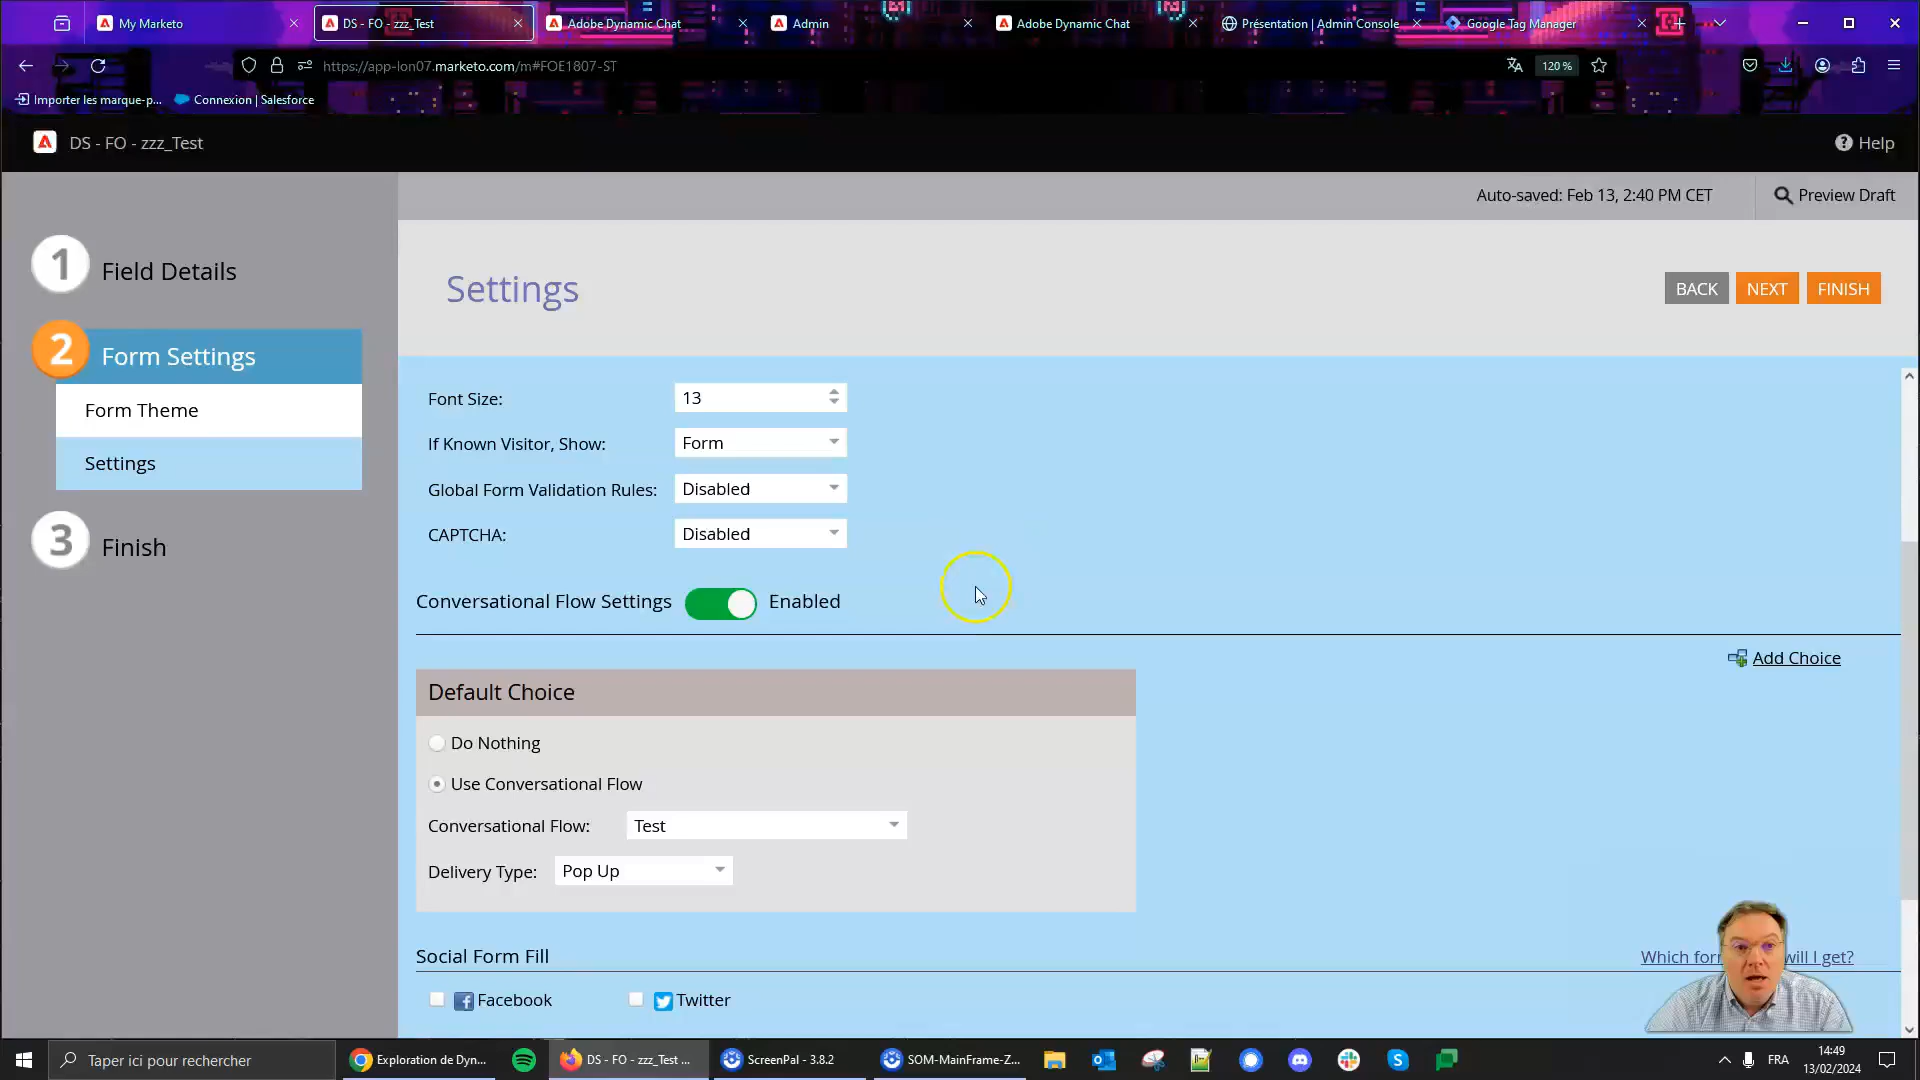 My Marketo
DS - FO - zzz_Test
Adobe Dynamic Chat
Admin
Adobe Dynamic Chat
Présentation | Admin Console
Google Tag Manager
https://app-lon07.marketo.com/m#FOE1807-ST
120 %
Importer les marque-p...
Connexion | Salesforce
DS - FO - zzz_Test
Help
Auto-saved: Feb 13, 2:40 PM CET
Preview Draft
1 Field Details
2 Form Settings
Form Theme
Settings
3 Finish
Settings
BACK
NEXT
FINISH
Font Size: 13
If Known Visitor, Show: Form
Global Form Validation Rules: Disabled
CAPTCHA: Disabled
Conversational Flow Settings Enabled
Add Choice
Default Choice
Do Nothing
Use Conversational Flow
Conversational Flow: Test
Delivery Type: Pop Up
Social Form Fill
Which for will I get?
Facebook
Twitter
Taper ici pour rechercher
Exploration de Dyn...
DS - FO - zzz_Test ...
ScreenPal - 3.8.2
SOM-MainFrame-Z...
FRA
14:49
13/02/2024